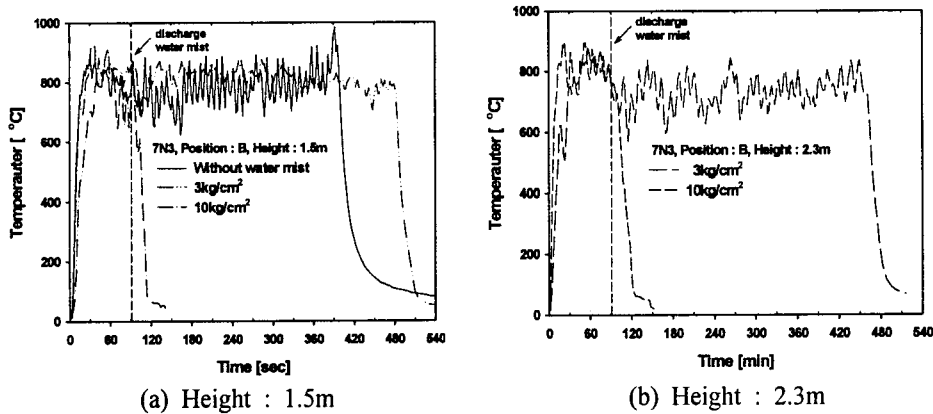 1000
800
600
400
200
0
Temperauter [ °C]
discharge
water mist
7N3, Position : B, Height : 1.5m
Without water mist
3kg/cm²
10kg/cm²
0 60 120 180 240 300 360 420 480 540
Time [sec]
(a) Height : 1.5m
1000
800
600
400
200
0
Temperauter [ °C]
discharge
water mist
7N3, Position : B, Height : 2.3m
3kg/cm²
10kg/cm²
0 60 120 180 240 300 360 420 480 540
Time [min]
(b) Height : 2.3m